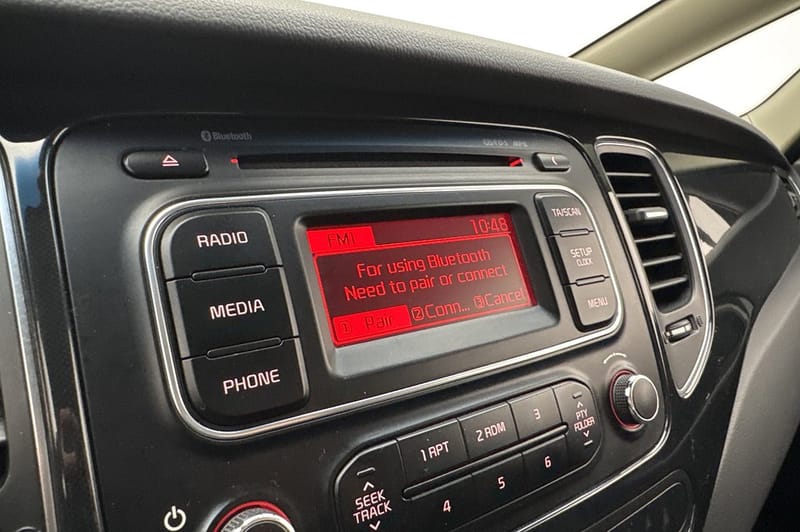 Bluetooth
RADIO
MEDIA
PHONE
FM1
10:48
For using Bluetooth
Need to pair or connect
1 Pair 2 Conn... 3 Cancel
TA/SCAN
SETUP
CLOCK
MENU
1 RPT
2 RDM
3
4
5
6
SEEK
TRACK
PTY
FOLDER